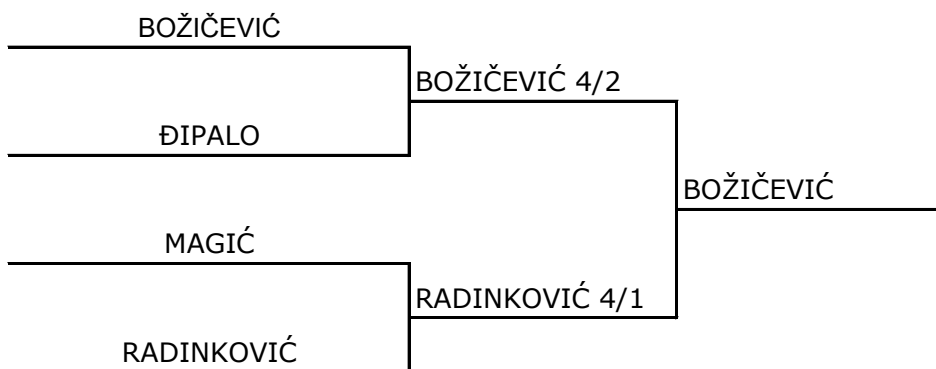 BOŽIČEVIĆ
BOŽIČEVIĆ 4/2
ĐIPALO
BOŽIČEVIĆ
MAGIĆ
RADINKOVIĆ 4/1
RADINKOVIĆ